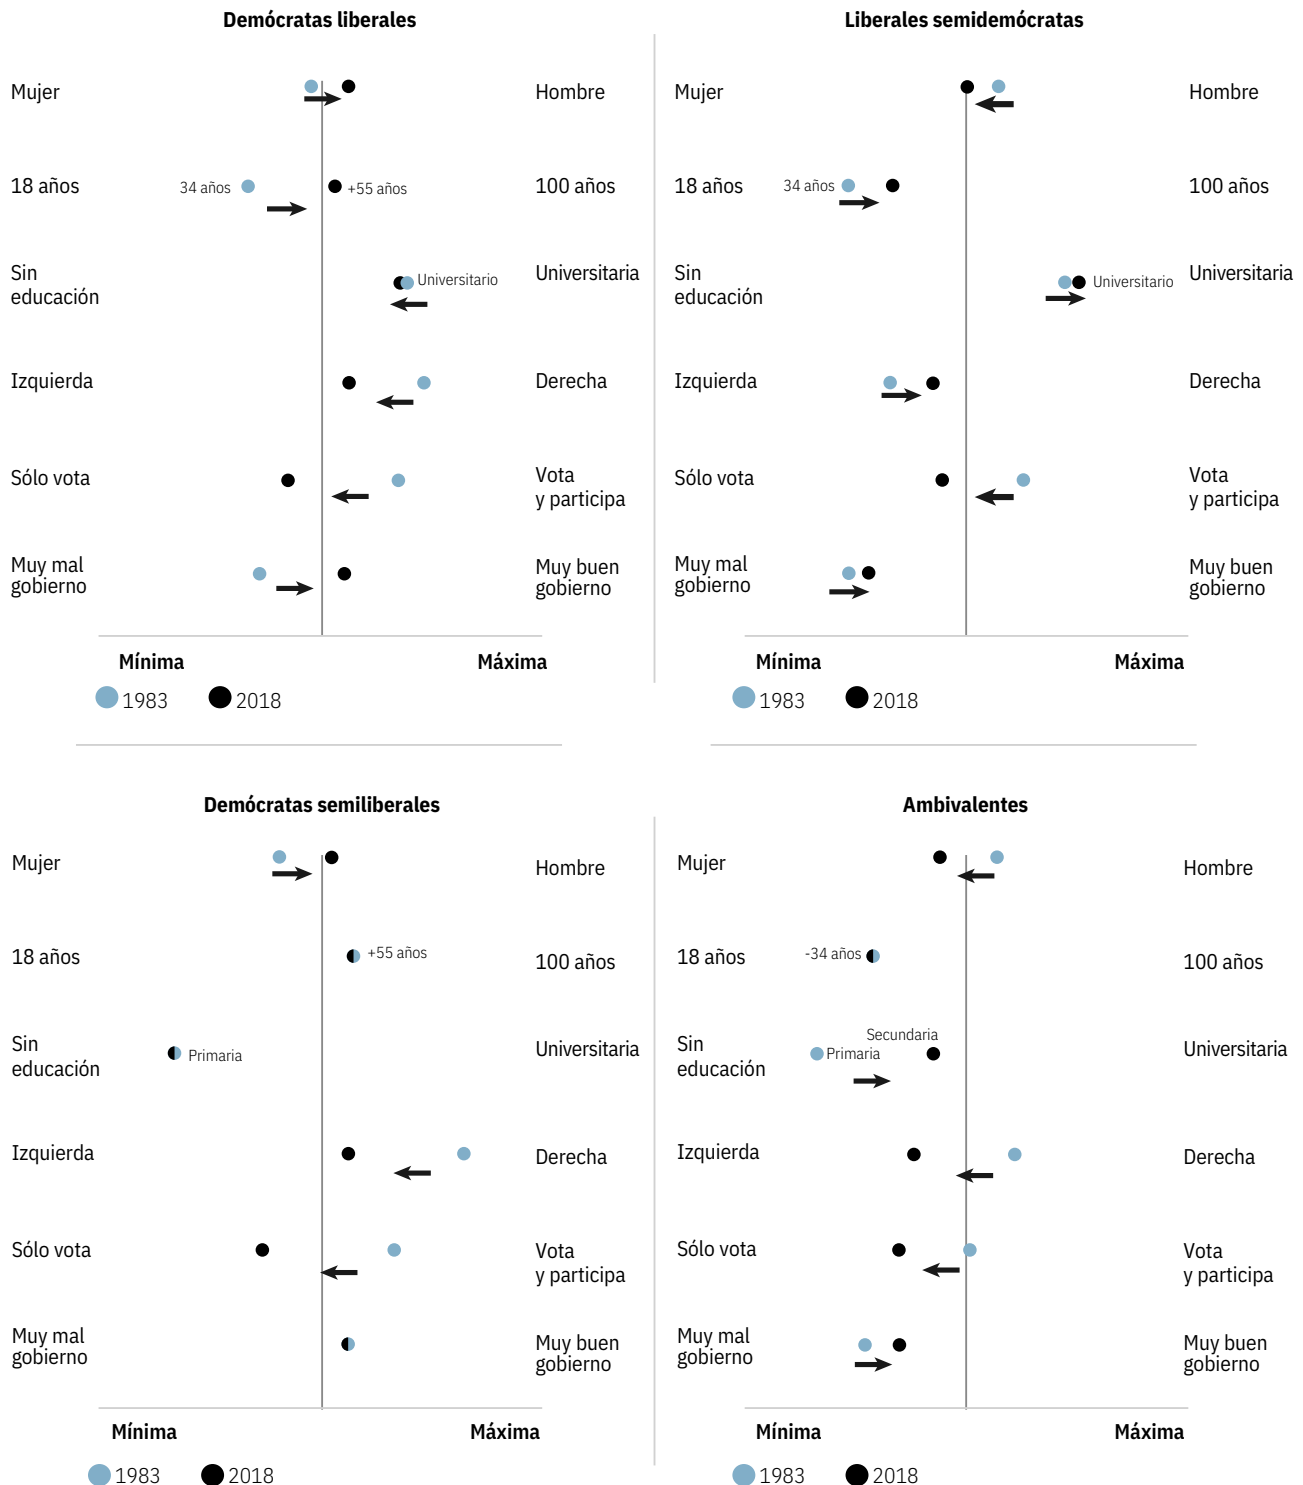 Demócratas liberales
Mujer
Hombre
18 años
34 años
+55 años
100 años
Sin
educación
Universitario
Universitaria
Izquierda
Derecha
Sólo vota
Vota
y participa
Muy mal
gobierno
Muy buen
gobierno
Mínima
Máxima
1983
2018
Liberales semidemócratas
Mujer
Hombre
18 años
34 años
100 años
Sin
educación
Universitario
Universitaria
Izquierda
Derecha
Sólo vota
Vota
y participa
Muy mal
gobierno
Muy buen
gobierno
Mínima
Máxima
1983
2018
Demócratas semiliberales
Mujer
Hombre
18 años
+55 años
100 años
Sin
educación
Primaria
Universitaria
Izquierda
Derecha
Sólo vota
Vota
y participa
Muy mal
gobierno
Muy buen
gobierno
Mínima
Máxima
1983
2018
Ambivalentes
Mujer
Hombre
18 años
-34 años
100 años
Sin
educación
Secundaria
Primaria
Universitaria
Izquierda
Derecha
Sólo vota
Vota
y participa
Muy mal
gobierno
Muy buen
gobierno
Mínima
Máxima
1983
2018